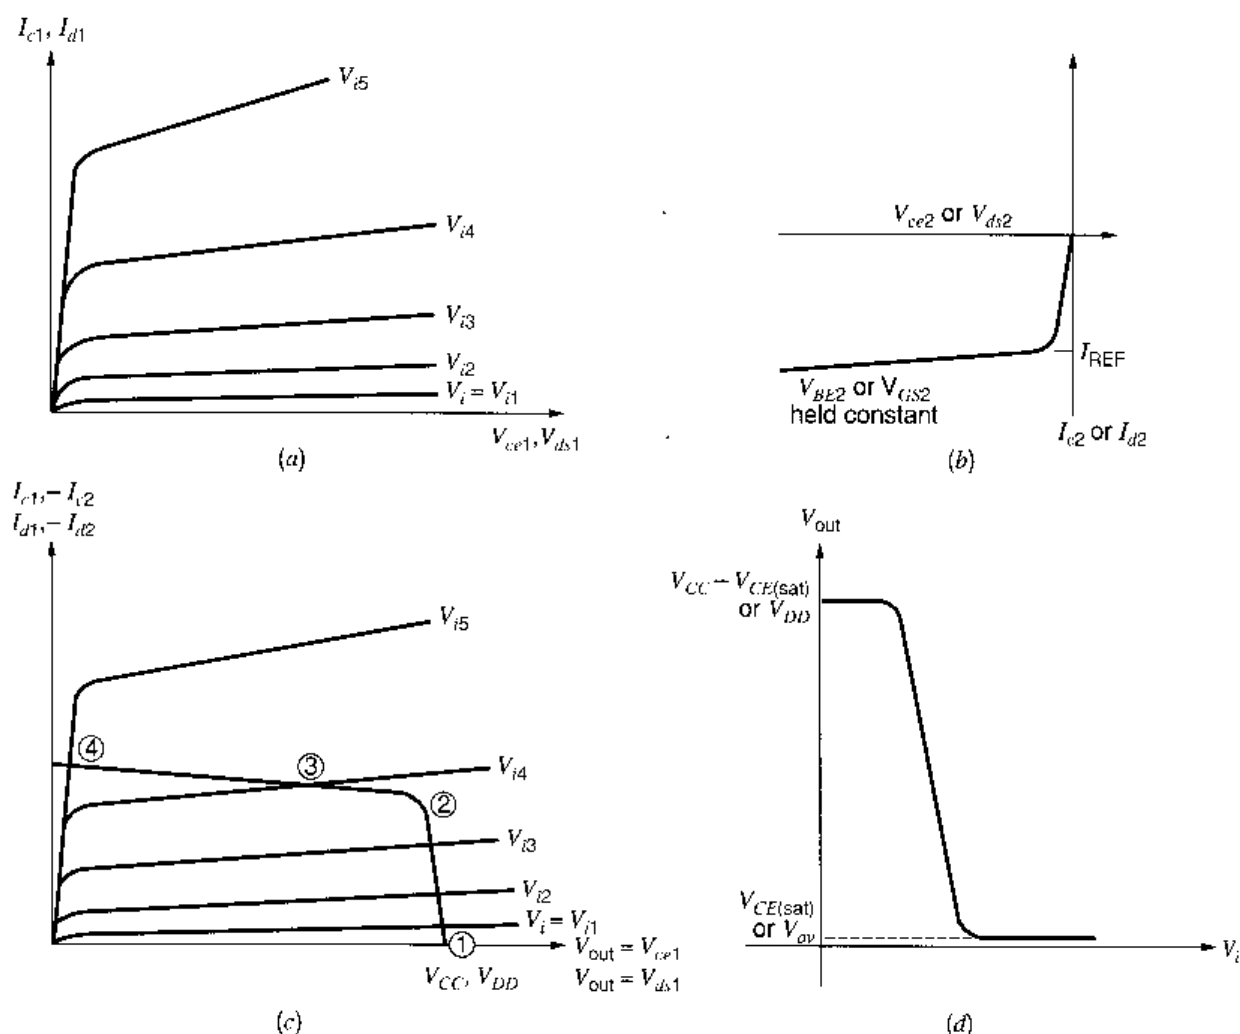 I_c1, I_d1
V_i5
V_i4
V_i3
V_i2
V_i = V_i1
V_ce1, V_ds1
(a)
V_ce2 or V_ds2
I_REF
V_BE2 or V_GS2
held constant
I_c2 or I_d2
(b)
I_c1, – I_c2
I_d1, – I_d2
V_i5
④
③
V_i4
②
V_i3
V_i2
V_i = V_i1
①
V_out = V_ce1
V_CC, V_DD
V_out = V_ds1
(c)
V_out
V_CC – V_CE(sat)
or V_DD
V_CE(sat)
or V_ov
V_i
(d)